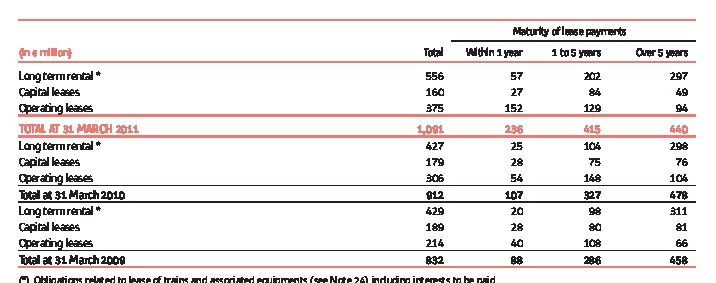 Maturity of lease payments
(in € million) Total Within 1 year 1 to 5 years Over 5 years
Long term rental * 556 57 202 297
Capital leases 160 27 84 49
Operating leases 375 152 129 94
TOTAL AT 31 MARCH 2011 1,091 236 415 440
Long term rental * 427 25 104 298
Capital leases 179 28 75 76
Operating leases 306 54 148 104
Total at 31 March 2010 912 107 327 478
Long term rental * 429 20 98 311
Capital leases 189 28 80 81
Operating leases 214 40 108 66
Total at 31 March 2009 832 88 286 458
(*) Obligations related to lease of trains and associated equipments (see Note 24) including interests to be paid